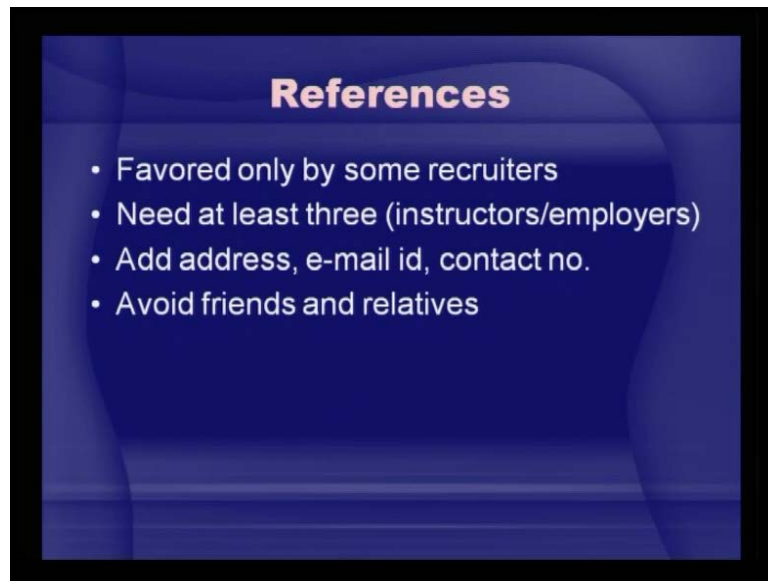 References
• Favored only by some recruiters
• Need at least three (instructors/employers)
• Add address, e-mail id, contact no.
• Avoid friends and relatives